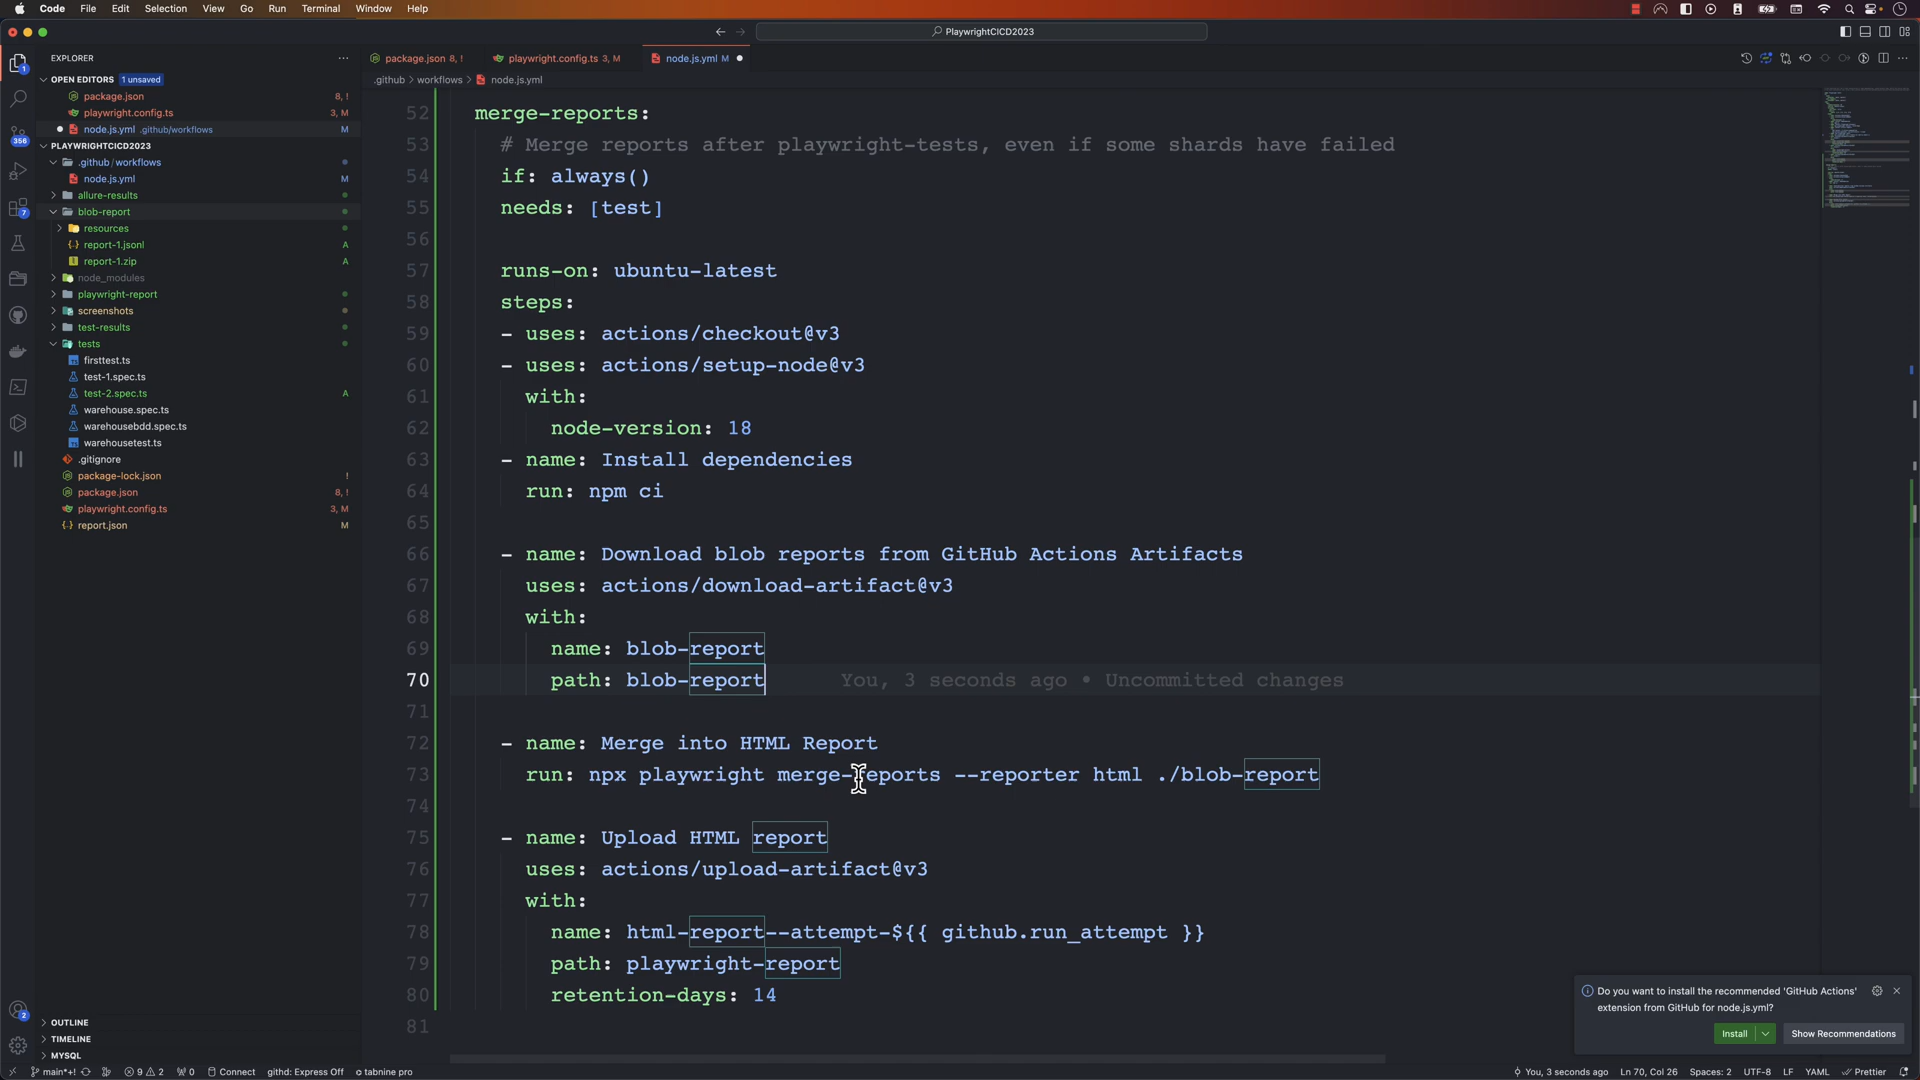 Code File Edit Selection View Go Run Terminal Window Help
PlaywrightCICD2023
EXPLORER
package.json 8, !
playwright.config.ts 3, M
node.js.yml M
OPEN EDITORS 1 unsaved
.github > workflows > node.js.yml
package.json 8, !
playwright.config.ts 3, M
node.js.yml .github/workflows M
PLAYWRIGHTCICD2023
.github/workflows
node.js.yml M
allure-results
blob-report
resources
report-1.jsonl A
report-1.zip A
node_modules
playwright-report
screenshots
test-results
tests
firsttest.ts
test-1.spec.ts
test-2.spec.ts A
warehouse.spec.ts
warehousebdd.spec.ts
warehousetest.ts
.gitignore
package-lock.json !
package.json 8, !
playwright.config.ts 3, M
report.json M
OUTLINE
TIMELINE
MYSQL
1
356
7
2
52 merge-reports:
53 # Merge reports after playwright-tests, even if some shards have failed
54 if: always()
55 needs: [test]
56
57 runs-on: ubuntu-latest
58 steps:
59 - uses: actions/checkout@v3
60 - uses: actions/setup-node@v3
61 with:
62 node-version: 18
63 - name: Install dependencies
64 run: npm ci
65
66 - name: Download blob reports from GitHub Actions Artifacts
67 uses: actions/download-artifact@v3
68 with:
69 name: blob-report
70 path: blob-report You, 3 seconds ago • Uncommitted changes
71
72 - name: Merge into HTML Report
73 run: npx playwright merge-reports --reporter html ./blob-report
74
75 - name: Upload HTML report
76 uses: actions/upload-artifact@v3
77 with:
78 name: html-report--attempt-${{ github.run_attempt }}
79 path: playwright-report
80 retention-days: 14
81
Do you want to install the recommended 'GitHub Actions'
extension from GitHub for node.js.yml?
Install Show Recommendations
main*+! 9 2 0 Connect githd: Express Off tabnine pro You, 3 seconds ago Ln 70, Col 26 Spaces: 2 UTF-8 LF YAML Prettier